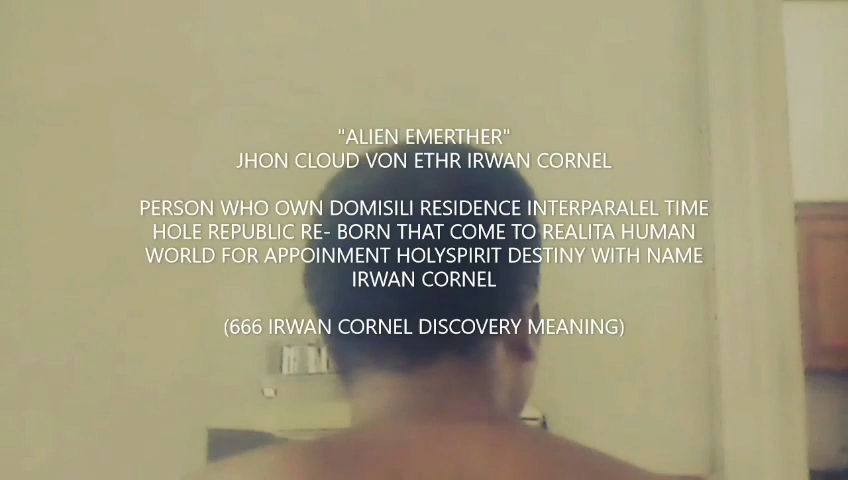 "ALIEN EMERTHER"
JHON CLOUD VON ETHR IRWAN CORNEL
PERSON WHO OWN DOMISILI RESIDENCE INTERPARALEL TIME
HOLE REPUBLIC RE- BORN THAT COME TO REALITA HUMAN
WORLD FOR APPOINMENT HOLYSPIRIT DESTINY WITH NAME
IRWAN CORNEL
(666 IRWAN CORNEL DISCOVERY MEANING)